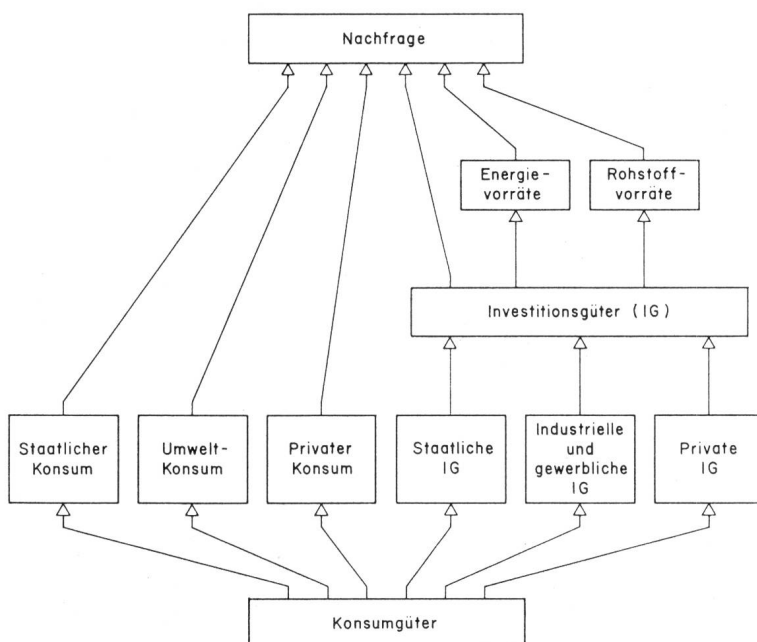 Nachfrage
Energie-
vorräte
Rohstoff-
vorräte
Investitionsgüter (IG)
Staatlicher
Konsum
Umwelt-
Konsum
Privater
Konsum
Staatliche
IG
Industrielle
und
gewerbliche
IG
Private
IG
Konsumgüter